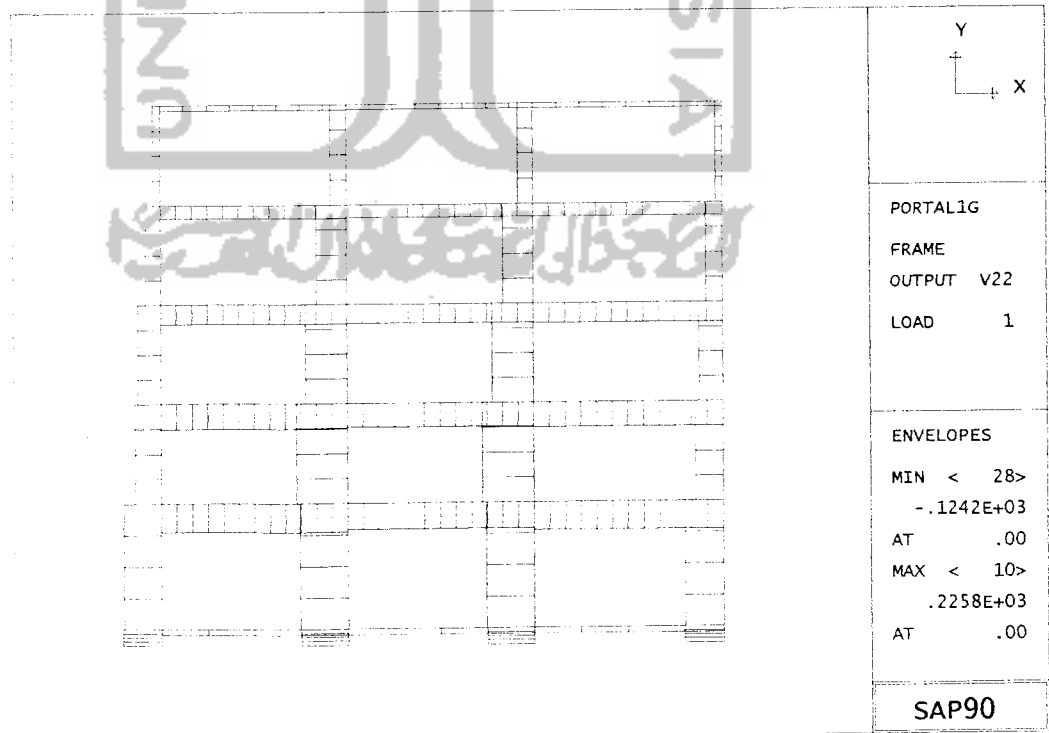 Y
X
PORTAL1G
FRAME
OUTPUT V22
LOAD 1
ENVELOPES
MIN < 28>
-.1242E+03
AT .00
MAX < 10>
.2258E+03
AT .00
SAP90